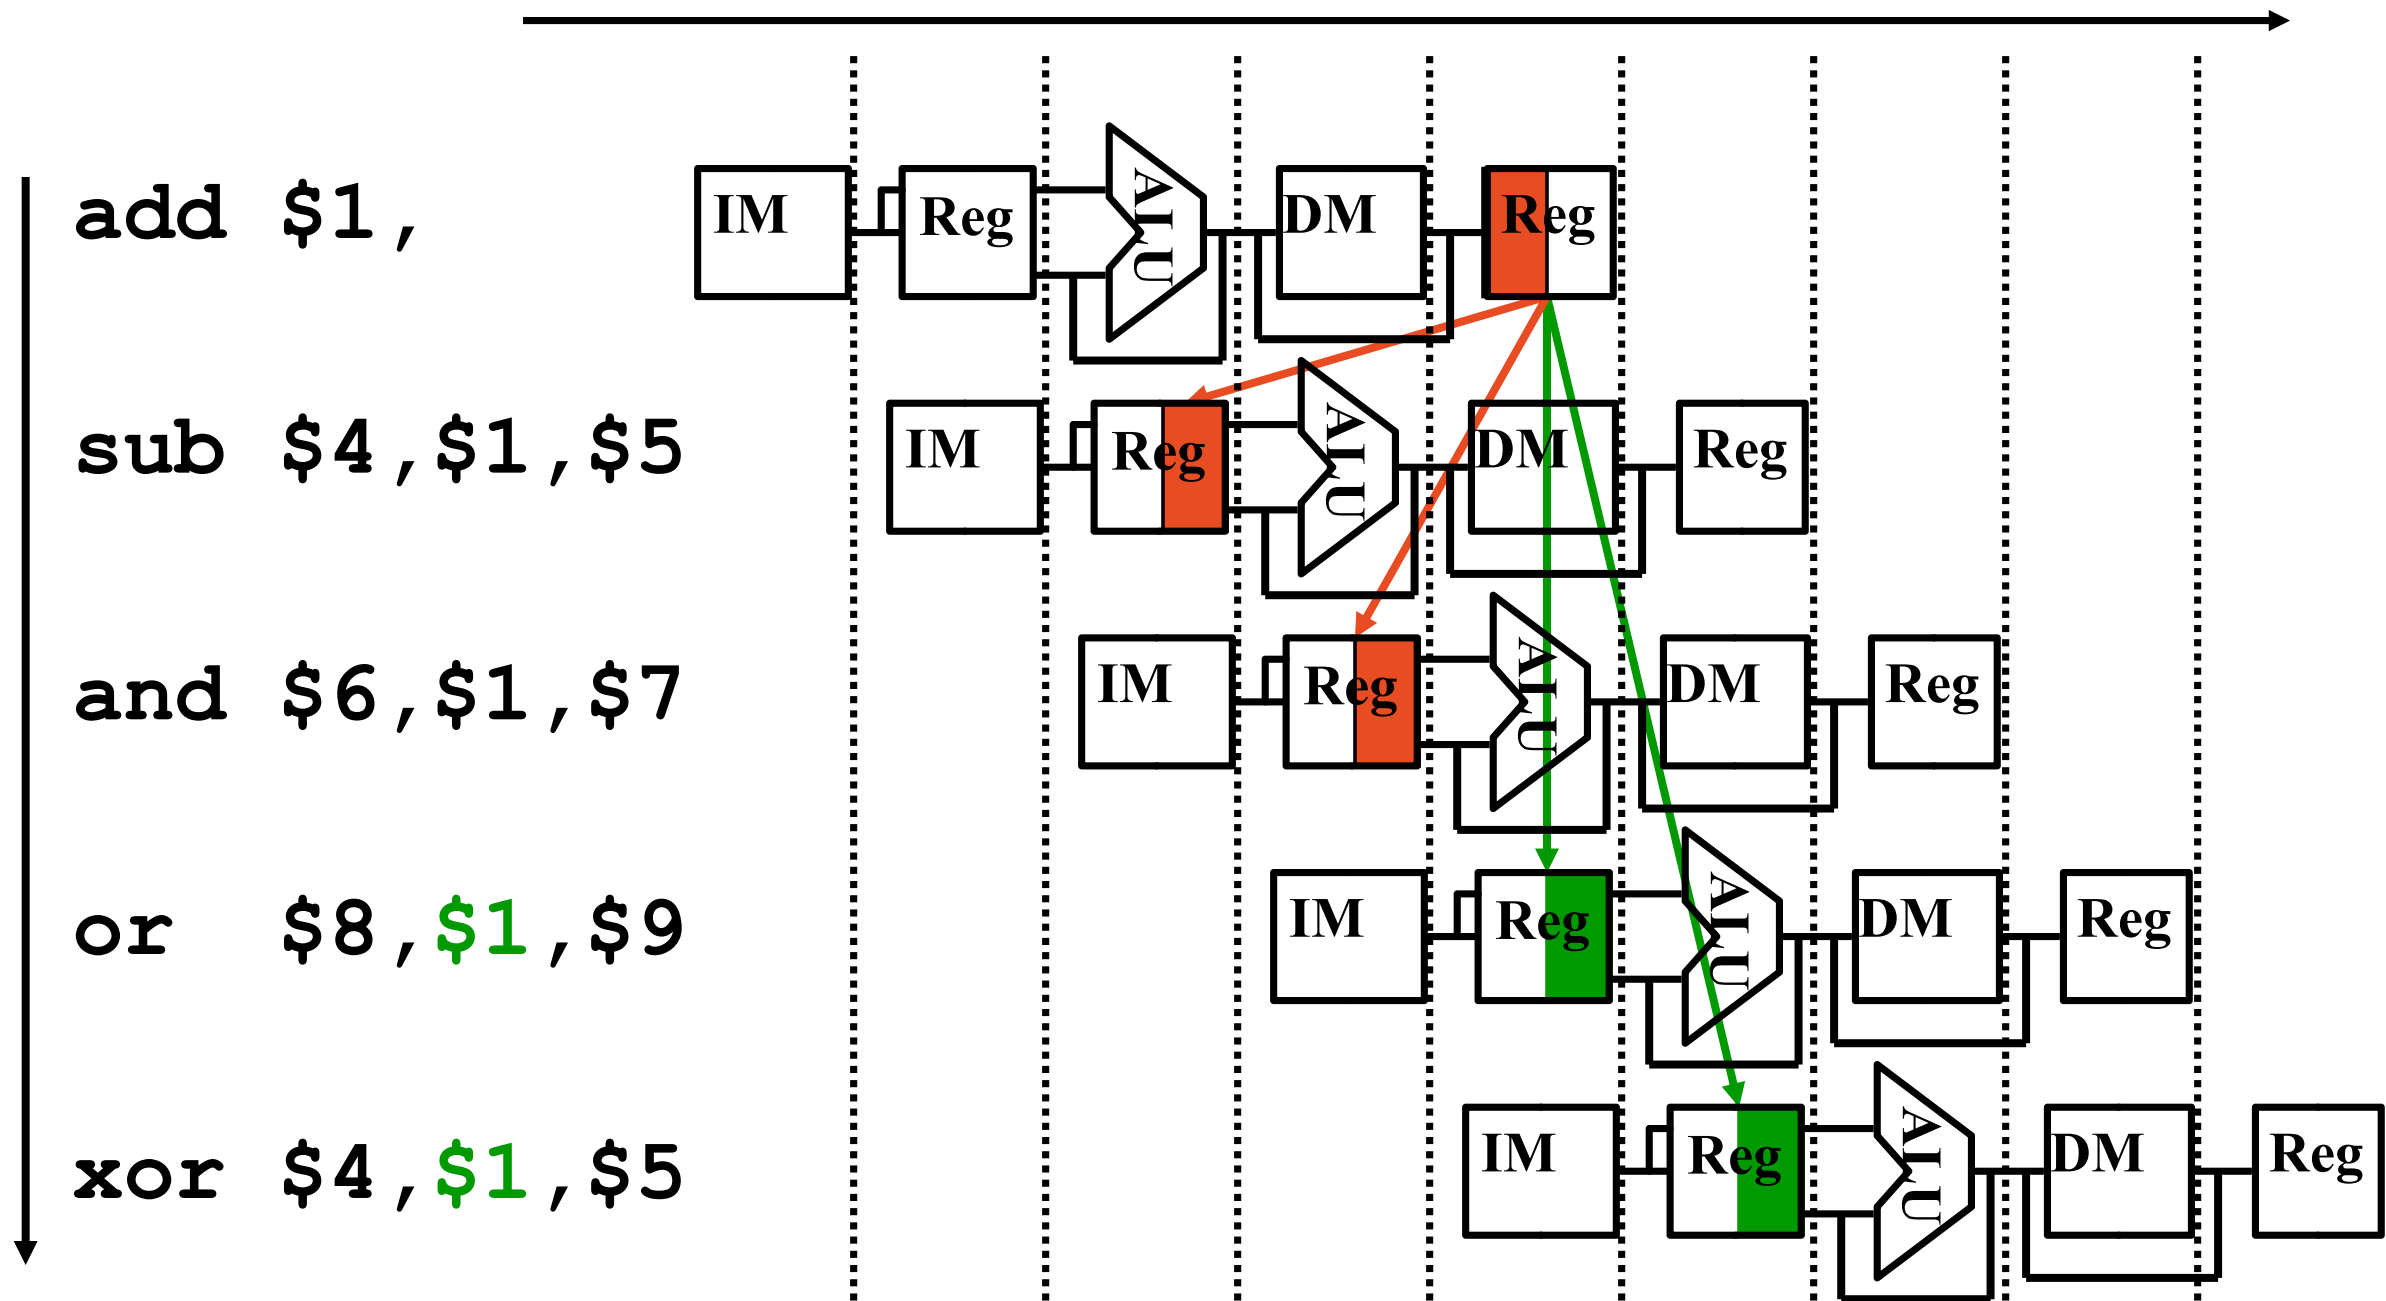 add $1, IM Reg ALU DM Reg
sub $4,$1,$5 IM Reg ALU DM Reg
and $6,$1,$7 IM Reg ALU DM Reg
or $8,$1,$9 IM Reg ALU DM Reg
xor $4,$1,$5 IM Reg ALU DM Reg